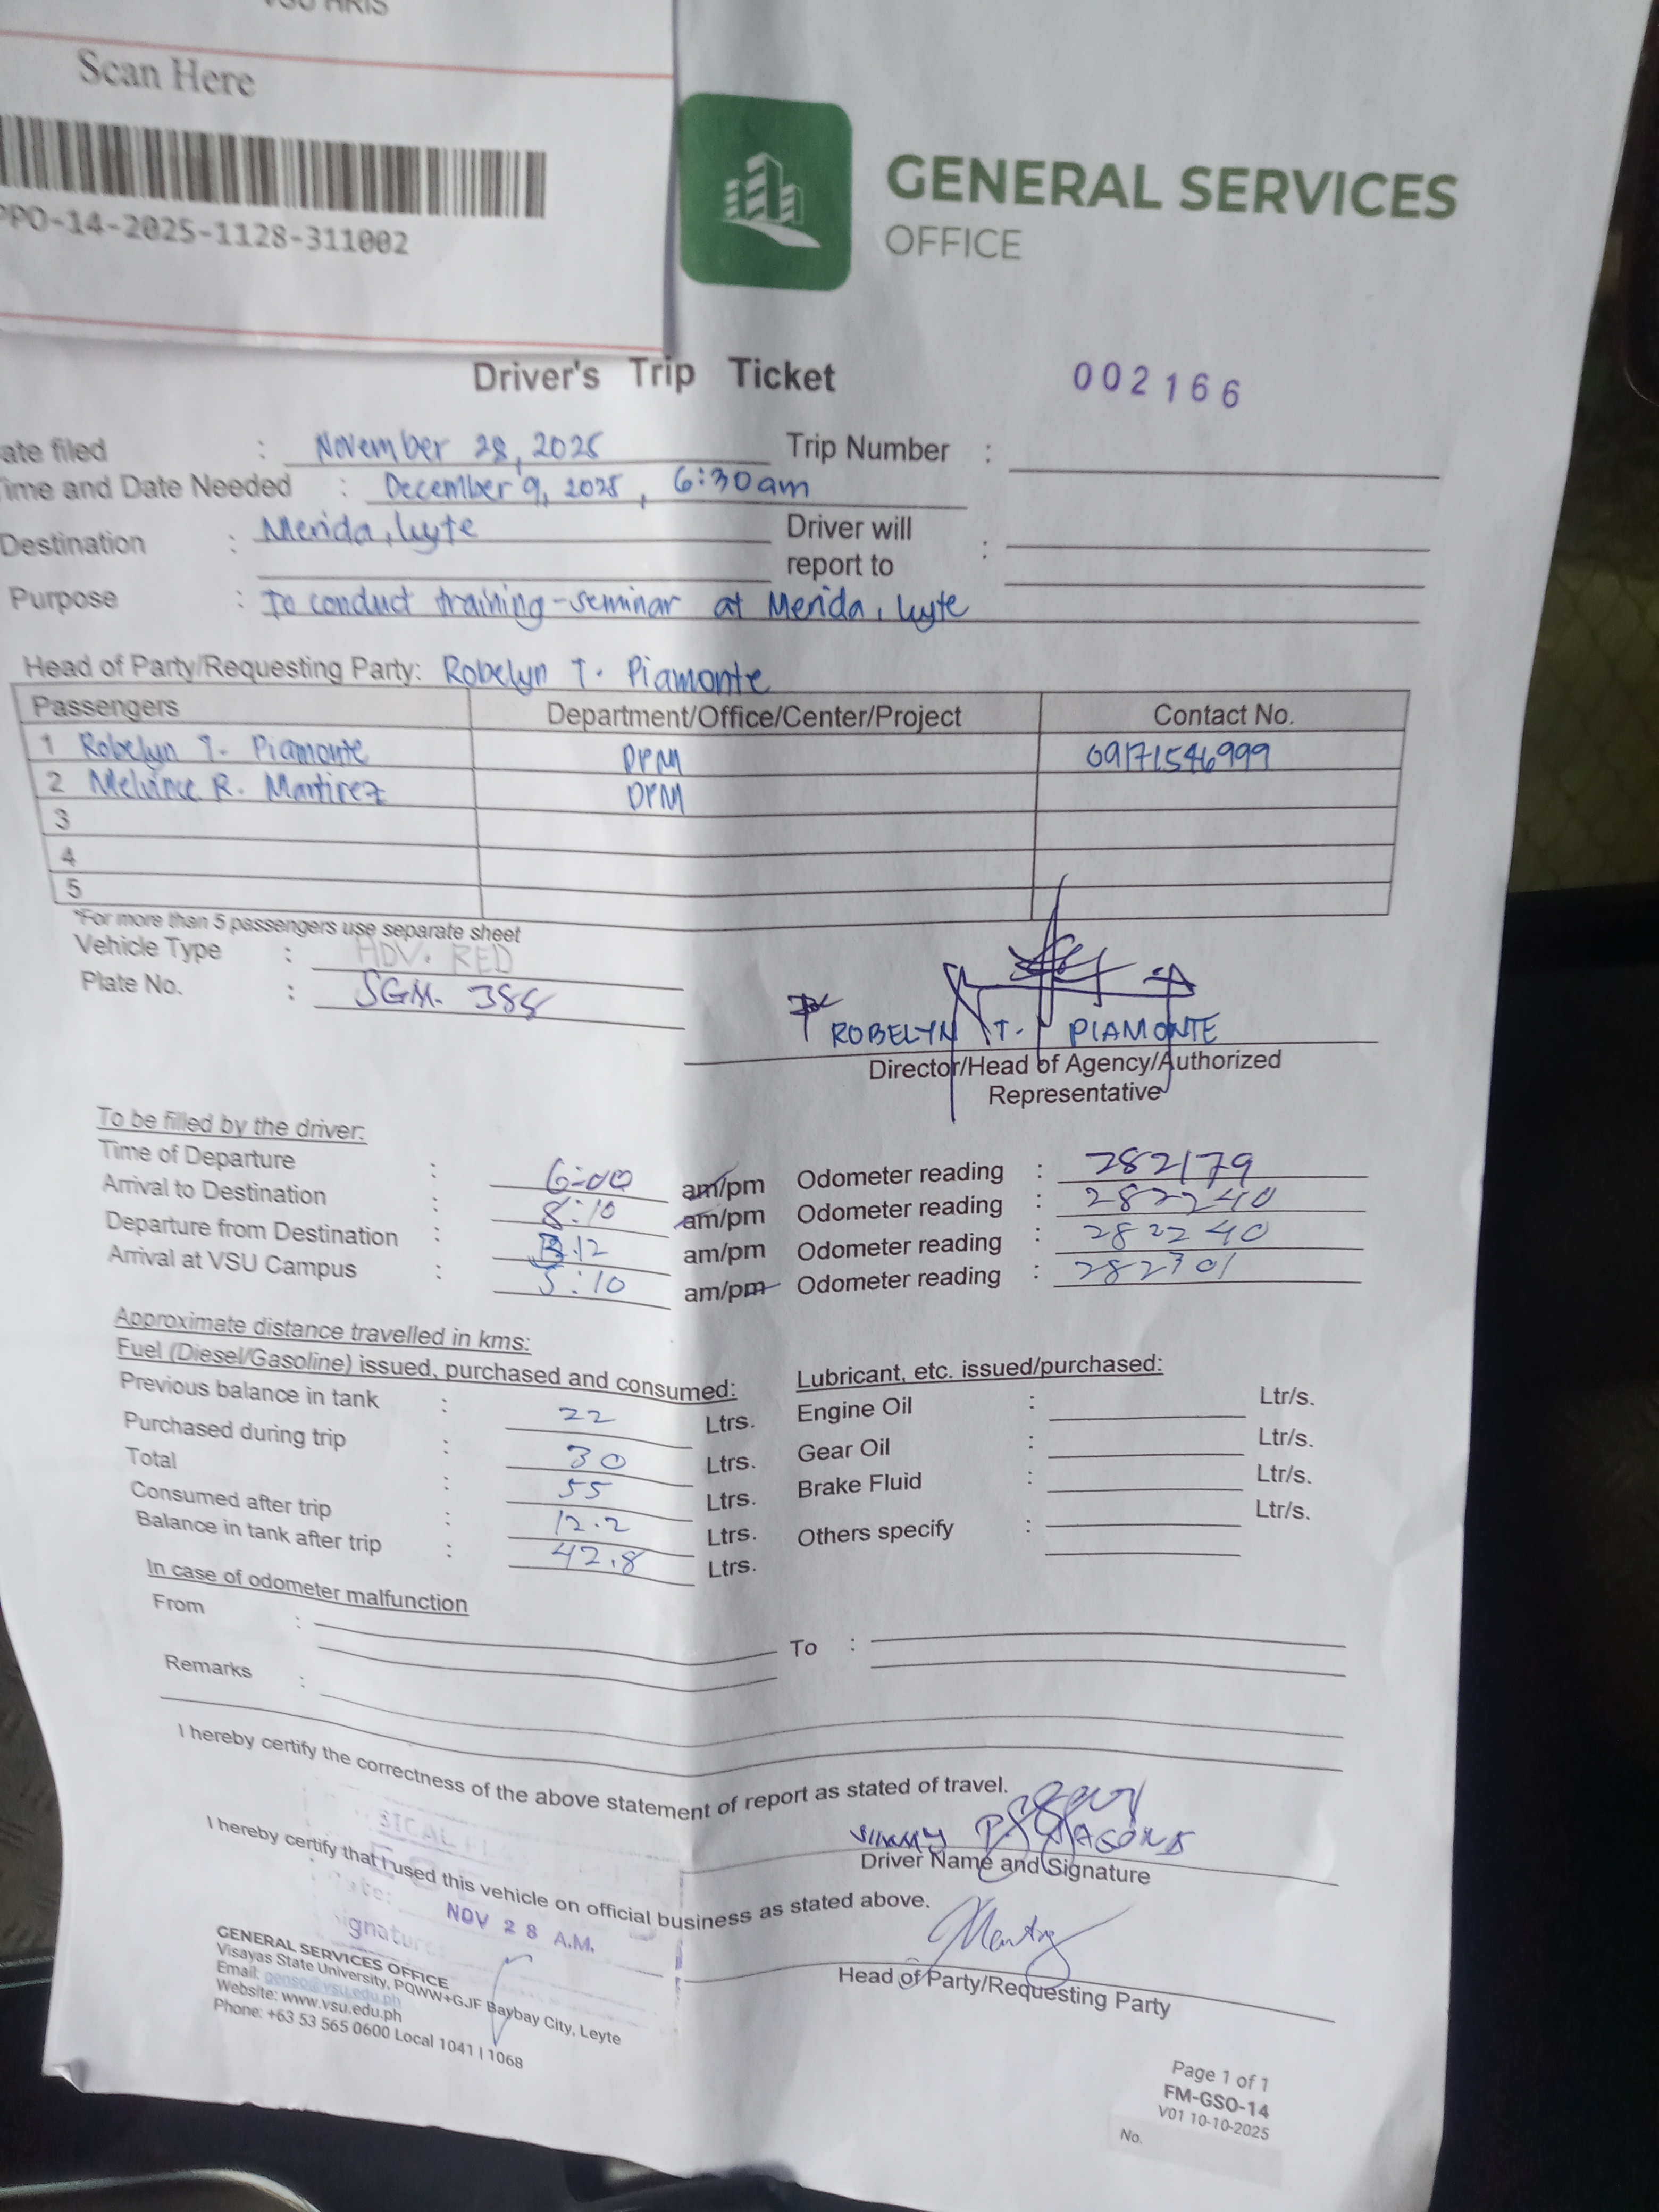 VSU HRIS
Scan Here
PPO-14-2025-1128-311002
GENERAL SERVICES
OFFICE
Driver's Trip Ticket 002166
ate filed : November 28, 2025 Trip Number :
ime and Date Needed : December 9, 2025, 6:30am
Destination : Merida, Leyte Driver will report to :
Purpose : To conduct training-seminar at Merida, Leyte
Head of Party/Requesting Party: Robelyn T. Piamonte
Passengers Department/Office/Center/Project Contact No.
1 Robelyn T. Piamonte DPM 09171546999
2 Melvince R. Martirez DPM
3
4
5
*For more than 5 passengers use separate sheet
Vehicle Type : HDV. RED
Plate No. : SGM. 388
ROBELYN T. PIAMONTE
Director/Head of Agency/Authorized
Representative
To be filled by the driver:
Time of Departure : 6:00 am/pm Odometer reading : 282179
Arrival to Destination : 8:10 am/pm Odometer reading : 282240
Departure from Destination : 3:12 am/pm Odometer reading : 282240
Arrival at VSU Campus : 5:10 am/pm Odometer reading : 282301
Approximate distance travelled in kms:
Fuel (Diesel/Gasoline) issued, purchased and consumed: Lubricant, etc. issued/purchased:
Previous balance in tank : 22 Ltrs. Engine Oil : Ltr/s.
Purchased during trip : 30 Ltrs. Gear Oil : Ltr/s.
Total : 55 Ltrs. Brake Fluid : Ltr/s.
Consumed after trip : 12.2 Ltrs. Others specify : Ltr/s.
Balance in tank after trip : 42.8 Ltrs.
In case of odometer malfunction
From : To :
Remarks :
I hereby certify the correctness of the above statement of report as stated of travel.
Driver Name and Signature
I hereby certify that I used this vehicle on official business as stated above.
NOV 28 A.M.
Head of Party/Requesting Party
GENERAL SERVICES OFFICE
Visayas State University, PQWW+GJF Baybay City, Leyte
Email: genso@vsu.edu.ph
Website: www.vsu.edu.ph
Phone: +63 53 565 0600 Local 1041 | 1068
Page 1 of 1
FM-GSO-14
V01 10-10-2025
No.